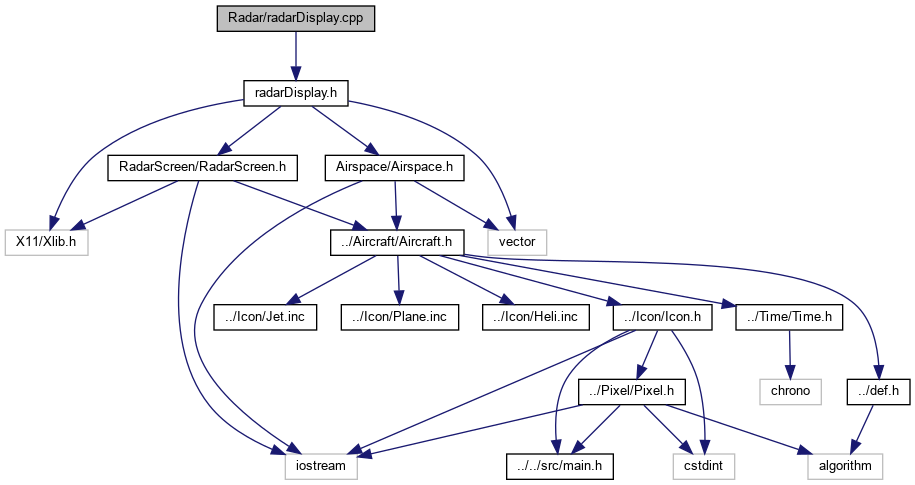 Radar/radarDisplay.cpp
radarDisplay.h
RadarScreen/RadarScreen.h
Airspace/Airspace.h
X11/Xlib.h
../Aircraft/Aircraft.h
vector
../Icon/Jet.inc
../Icon/Plane.inc
../Icon/Heli.inc
../Icon/Icon.h
../Time/Time.h
../Pixel/Pixel.h
chrono
../def.h
iostream
../../src/main.h
cstdint
algorithm